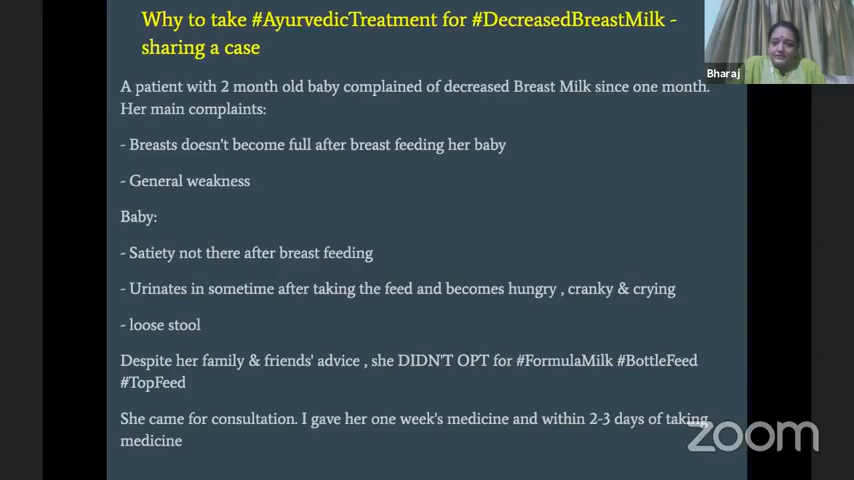 Why to take #AyurvedicTreatment for #DecreasedBreastMilk -
sharing a case
Bharaj
A patient with 2 month old baby complained of decreased Breast Milk since one month.
Her main complaints:
- Breasts doesn't become full after breast feeding her baby
- General weakness
Baby:
- Satiety not there after breast feeding
- Urinates in sometime after taking the feed and becomes hungry , cranky & crying
- loose stool
Despite her family & friends' advice , she DIDN'T OPT for #FormulaMilk #BottleFeed
#TopFeed
She came for consultation. I gave her one week's medicine and within 2-3 days of taking
medicine
zoom